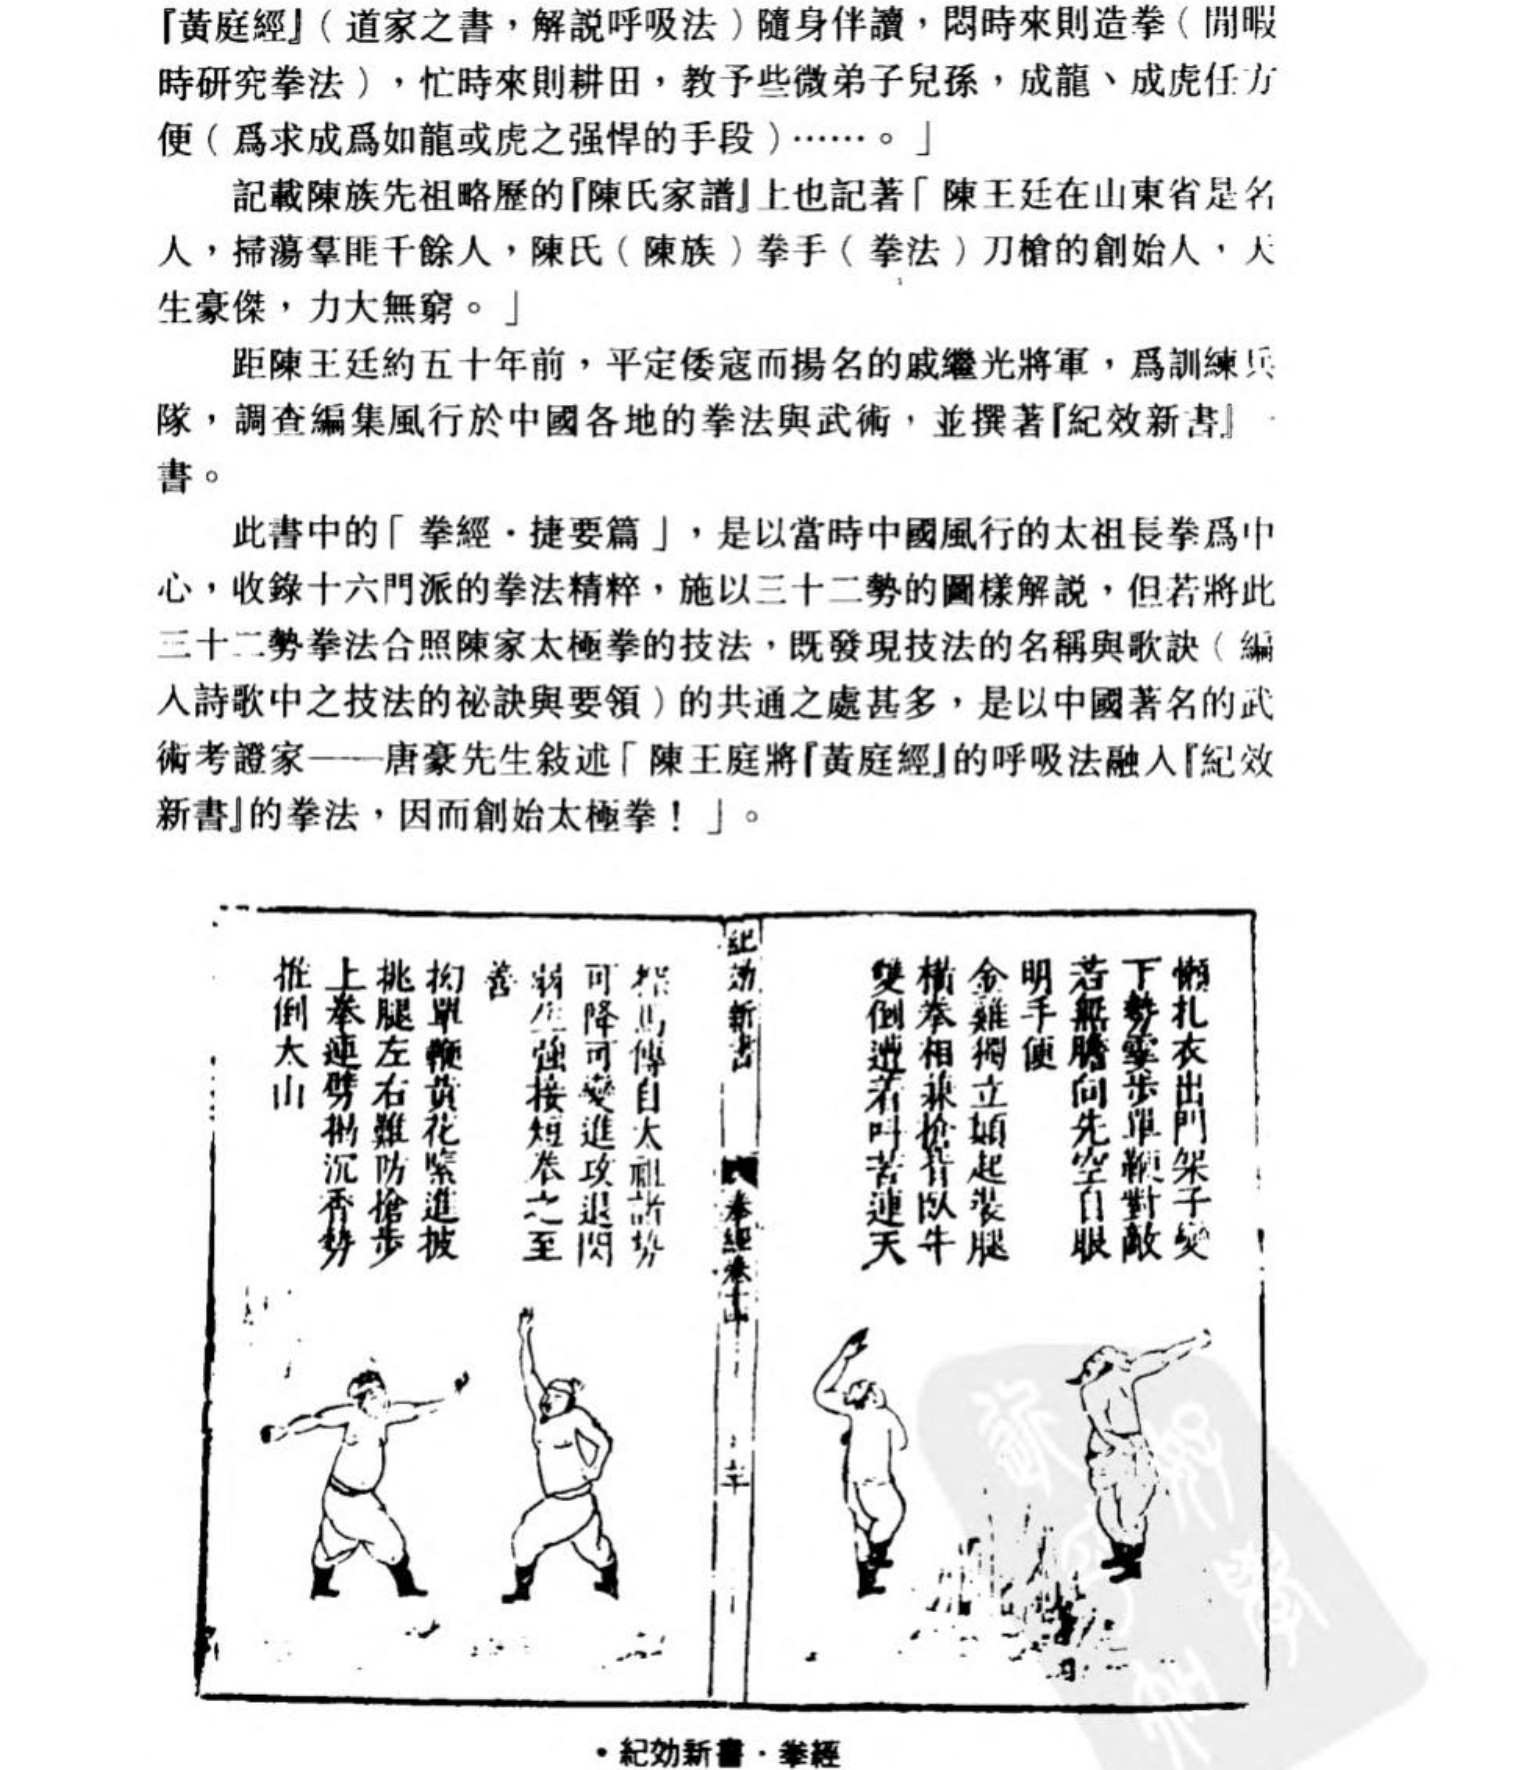 『黃庭經』（道家之書，解説呼吸法）隨身伴讀，悶時來則造拳（閒暇
時研究拳法），忙時來則耕田，教予些微弟子兒孫，成龍、成虎任方
便（爲求成爲如龍或虎之强悍的手段）……。」
記載陳族先祖略歷的『陳氏家譜』上也記著「陳王廷在山東省是名
人，掃蕩羣匪千餘人，陳氏（陳族）拳手（拳法）刀槍的創始人，天
生豪傑，力大無窮。」
距陳王廷約五十年前，平定倭寇而揚名的戚繼光將軍，爲訓練兵
隊，調查編集風行於中國各地的拳法與武術，並撰著『紀效新書』一
書。
此書中的「拳經・捷要篇」，是以當時中國風行的太祖長拳爲中
心，收錄十六門派的拳法精粹，施以三十二勢的圖樣解説，但若將此
三十二勢拳法合照陳家太極拳的技法，既發現技法的名稱與歌訣（編
入詩歌中之技法的祕訣與要領）的共通之處甚多，是以中國著名的武
術考證家——唐豪先生敍述「陳王庭將『黃庭經』的呼吸法融入『紀效
新書』的拳法，因而創始太極拳！」。
懶扎衣出門架子變
下勢霎步單鞭對敵
若無膽向先空自眼
明手便
金雞獨立顛起裝腿
橫拳相兼搶背臥牛
雙倒遭着叫苦連天
紀効新書
拳經卷十四
探馬傳自太祖諸勢
可降可變進攻退閃
弱生強接短拳之至
善
拗單鞭黃花緊進披
挑腿左右難防搶步
上拳連劈揭沉香勢
推倒太山
・紀効新書・拳經